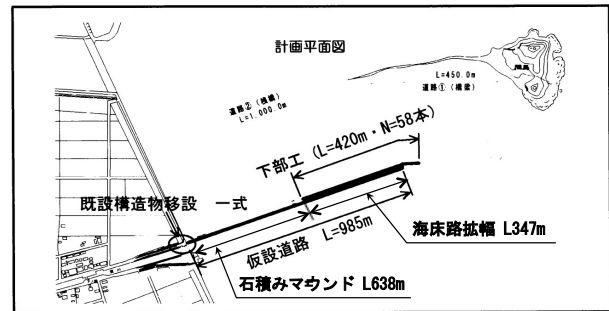 計画平面図
L=450.0m
道路①（橋梁）
道路②（桟橋）
L=1,000.0m
下部工（L=420m・N=58本）
既設構造物移設　一式
海床路拡幅 L347m
仮設道路　L=985m
石積みマウンド L638m